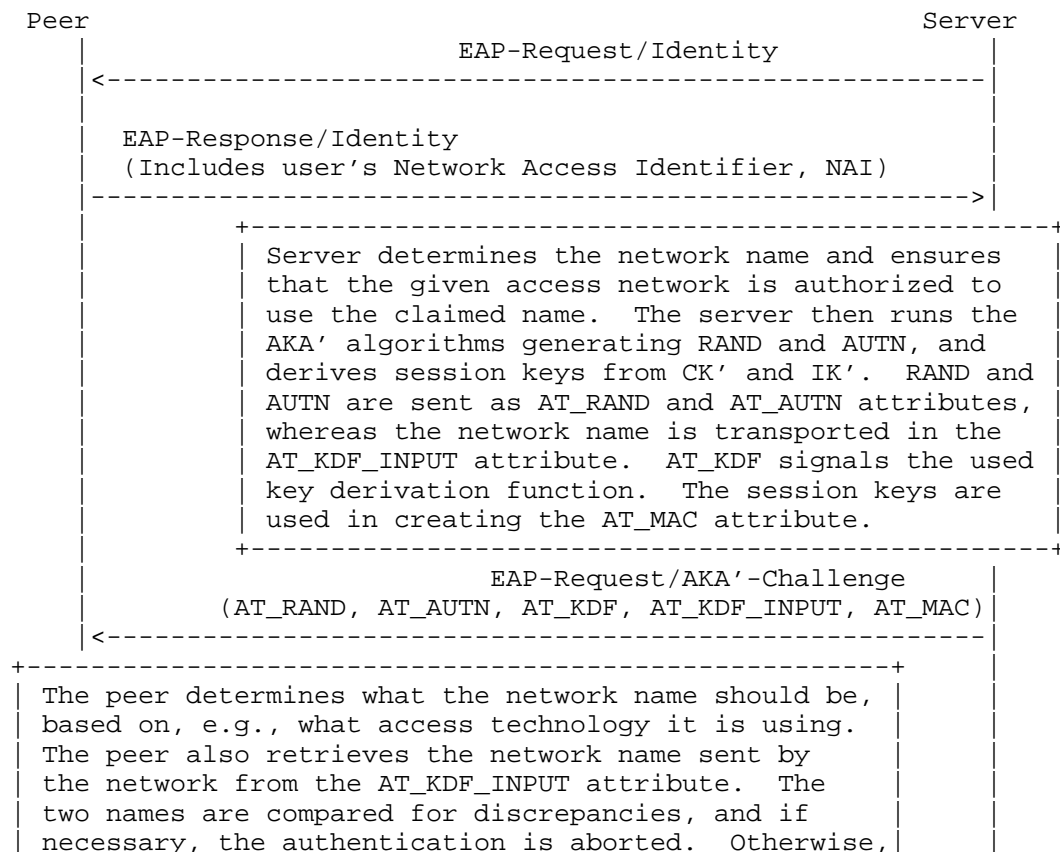 Peer Server
EAP-Request/Identity
EAP-Response/Identity
(Includes user’s Network Access Identifier, NAI)
Server determines the network name and ensures
that the given access network is authorized to
use the claimed name. The server then runs the
AKA’ algorithms generating RAND and AUTN, and
derives session keys from CK’ and IK’. RAND and
AUTN are sent as AT_RAND and AT_AUTN attributes,
whereas the network name is transported in the
AT_KDF_INPUT attribute. AT_KDF signals the used
key derivation function. The session keys are
used in creating the AT_MAC attribute.
EAP-Request/AKA’-Challenge
(AT_RAND, AT_AUTN, AT_KDF, AT_KDF_INPUT, AT_MAC)
The peer determines what the network name should be,
based on, e.g., what access technology it is using.
The peer also retrieves the network name sent by
the network from the AT_KDF_INPUT attribute. The
two names are compared for discrepancies, and if
necessary, the authentication is aborted. Otherwise,